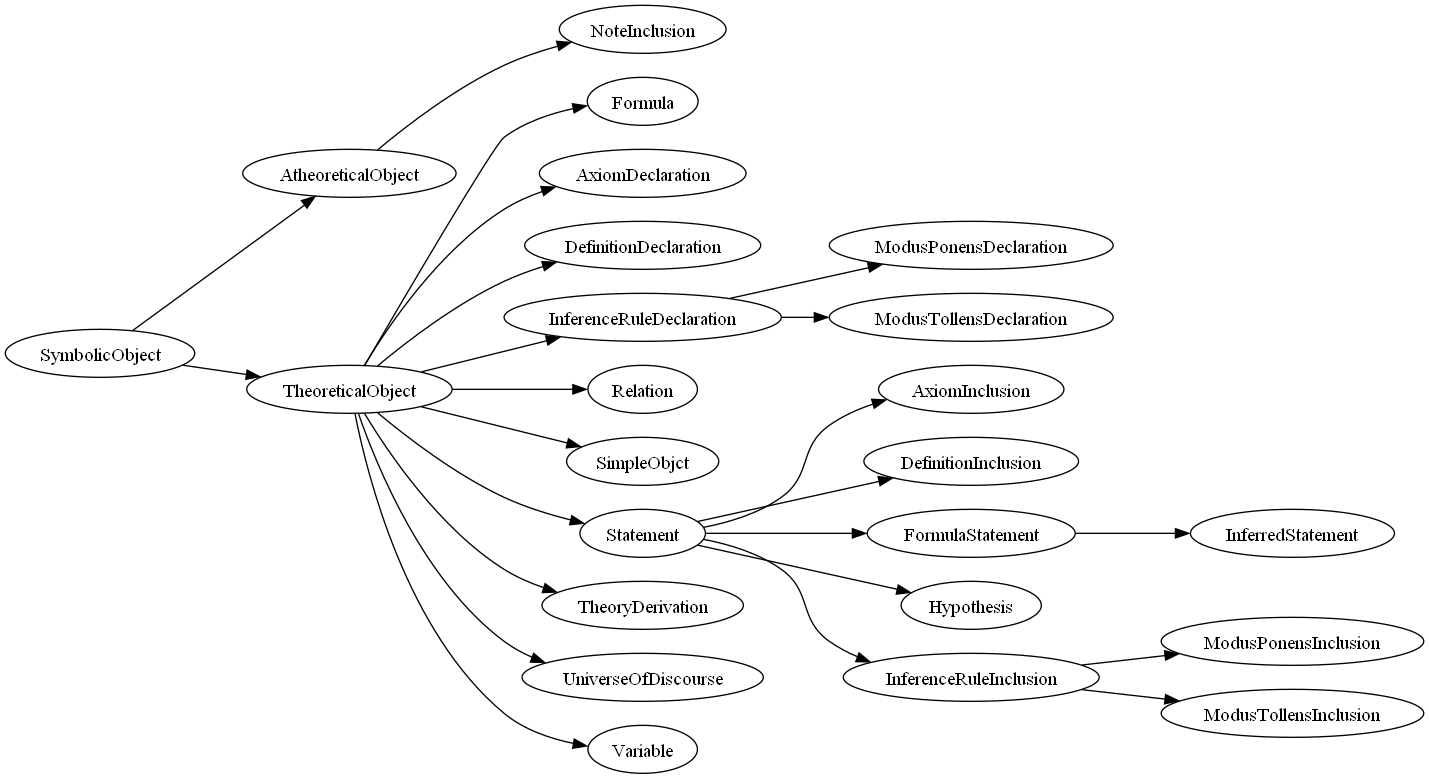 NoteInclusion
Formula
AtheoreticalObject
AxiomDeclaration
DefinitionDeclaration
ModusPonensDeclaration
InferenceRuleDeclaration
ModusTollensDeclaration
SymbolicObject
TheoreticalObject
Relation
AxiomInclusion
SimpleObjct
DefinitionInclusion
Statement
FormulaStatement
InferredStatement
TheoryDerivation
Hypothesis
ModusPonensInclusion
UniverseOfDiscourse
InferenceRuleInclusion
ModusTollensInclusion
Variable